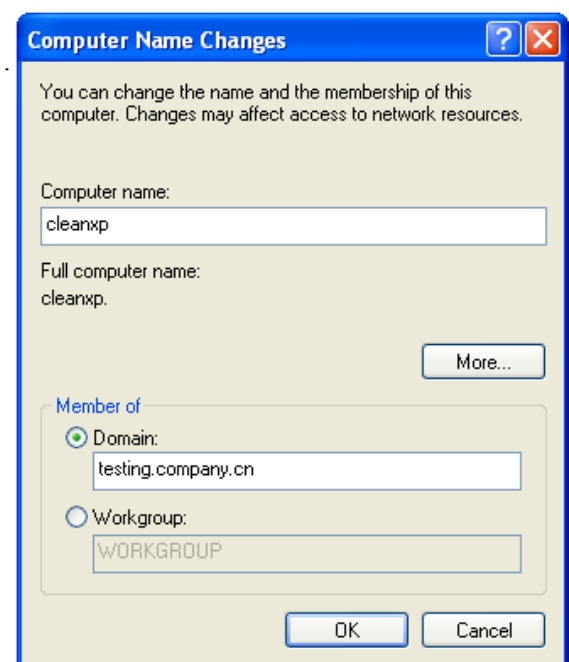 Computer Name Changes
You can change the name and the membership of this
computer. Changes may affect access to network resources.
Computer name:
cleanxp
Full computer name:
cleanxp.
More...
Member of
Domain:
testing.company.cn
Workgroup:
WORKGROUP
OK Cancel